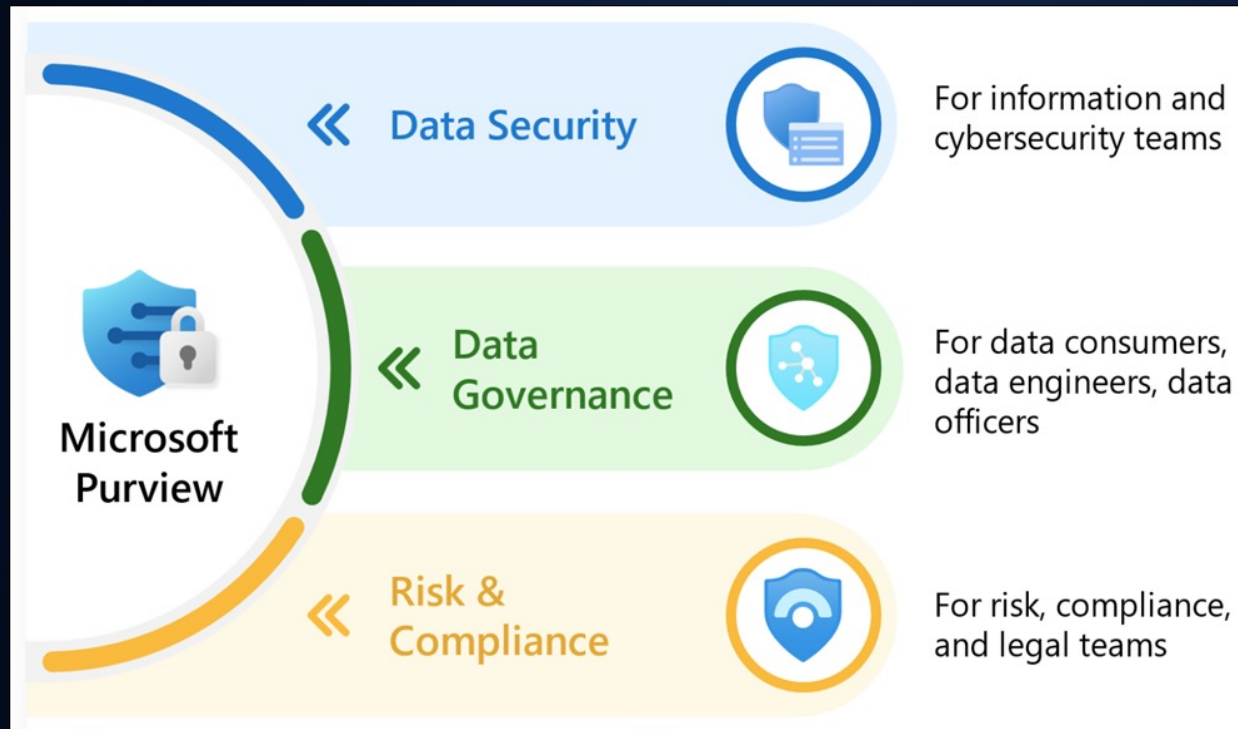 Data Security
For information and
cybersecurity teams
Microsoft
Purview
Data
Governance
For data consumers,
data engineers, data
officers
Risk &
Compliance
For risk, compliance,
and legal teams